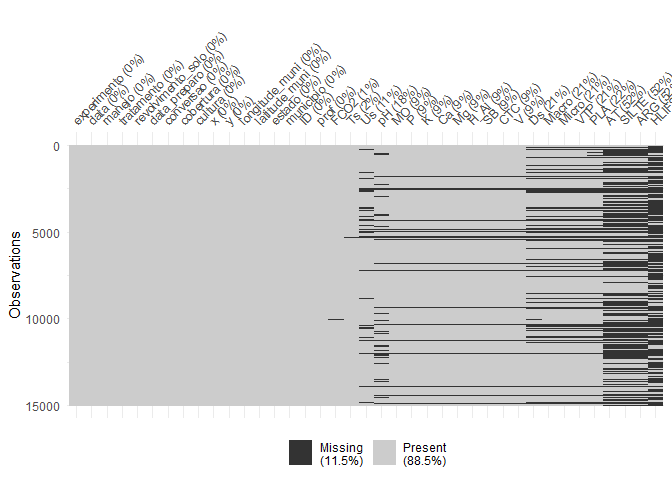 experimento (0%)
data (0%)
manejo (0%)
tratamento (0%)
revolvimento_solo (0%)
data_preparo (0%)
conversao (0%)
cobertura (0%)
cultura (0%)
x (0%)
y (0%)
longitude_muni (0%)
latitude_muni (0%)
estado (0%)
municipio (0%)
ID (0%)
prof (0%)
FCO2 (1%)
Ts (2%)
Us (11%)
pH (18%)
MO (9%)
P (9%)
K (9%)
Ca (9%)
Mg (9%)
H_Al (9%)
SB (9%)
CTC (9%)
V (9%)
Ds (21%)
Macro (21%)
Micro (21%)
VTP (21%)
PLA (22%)
AT (52%)
SILTE (52%)
ARG (52%
HLIF
0
5000
10000
15000
Observations
Missing
(11.5%)
Present
(88.5%)